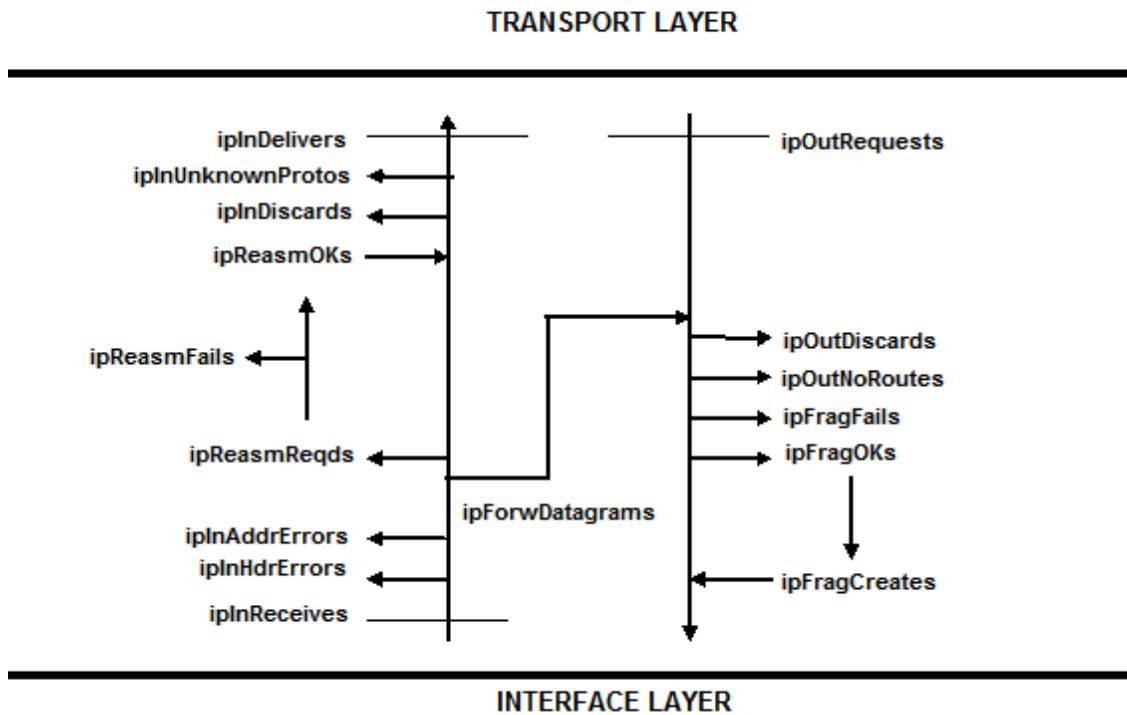 TRANSPORT LAYER
ipInDelivers
ipOutRequests
ipInUnknownProtos
ipInDiscards
ipReasmOKs
ipReasmFails
ipOutDiscards
ipOutNoRoutes
ipFragFails
ipReasmReqds
ipFragOKs
ipForwDatagrams
ipInAddrErrors
ipInHdrErrors
ipFragCreates
ipInReceives
INTERFACE LAYER